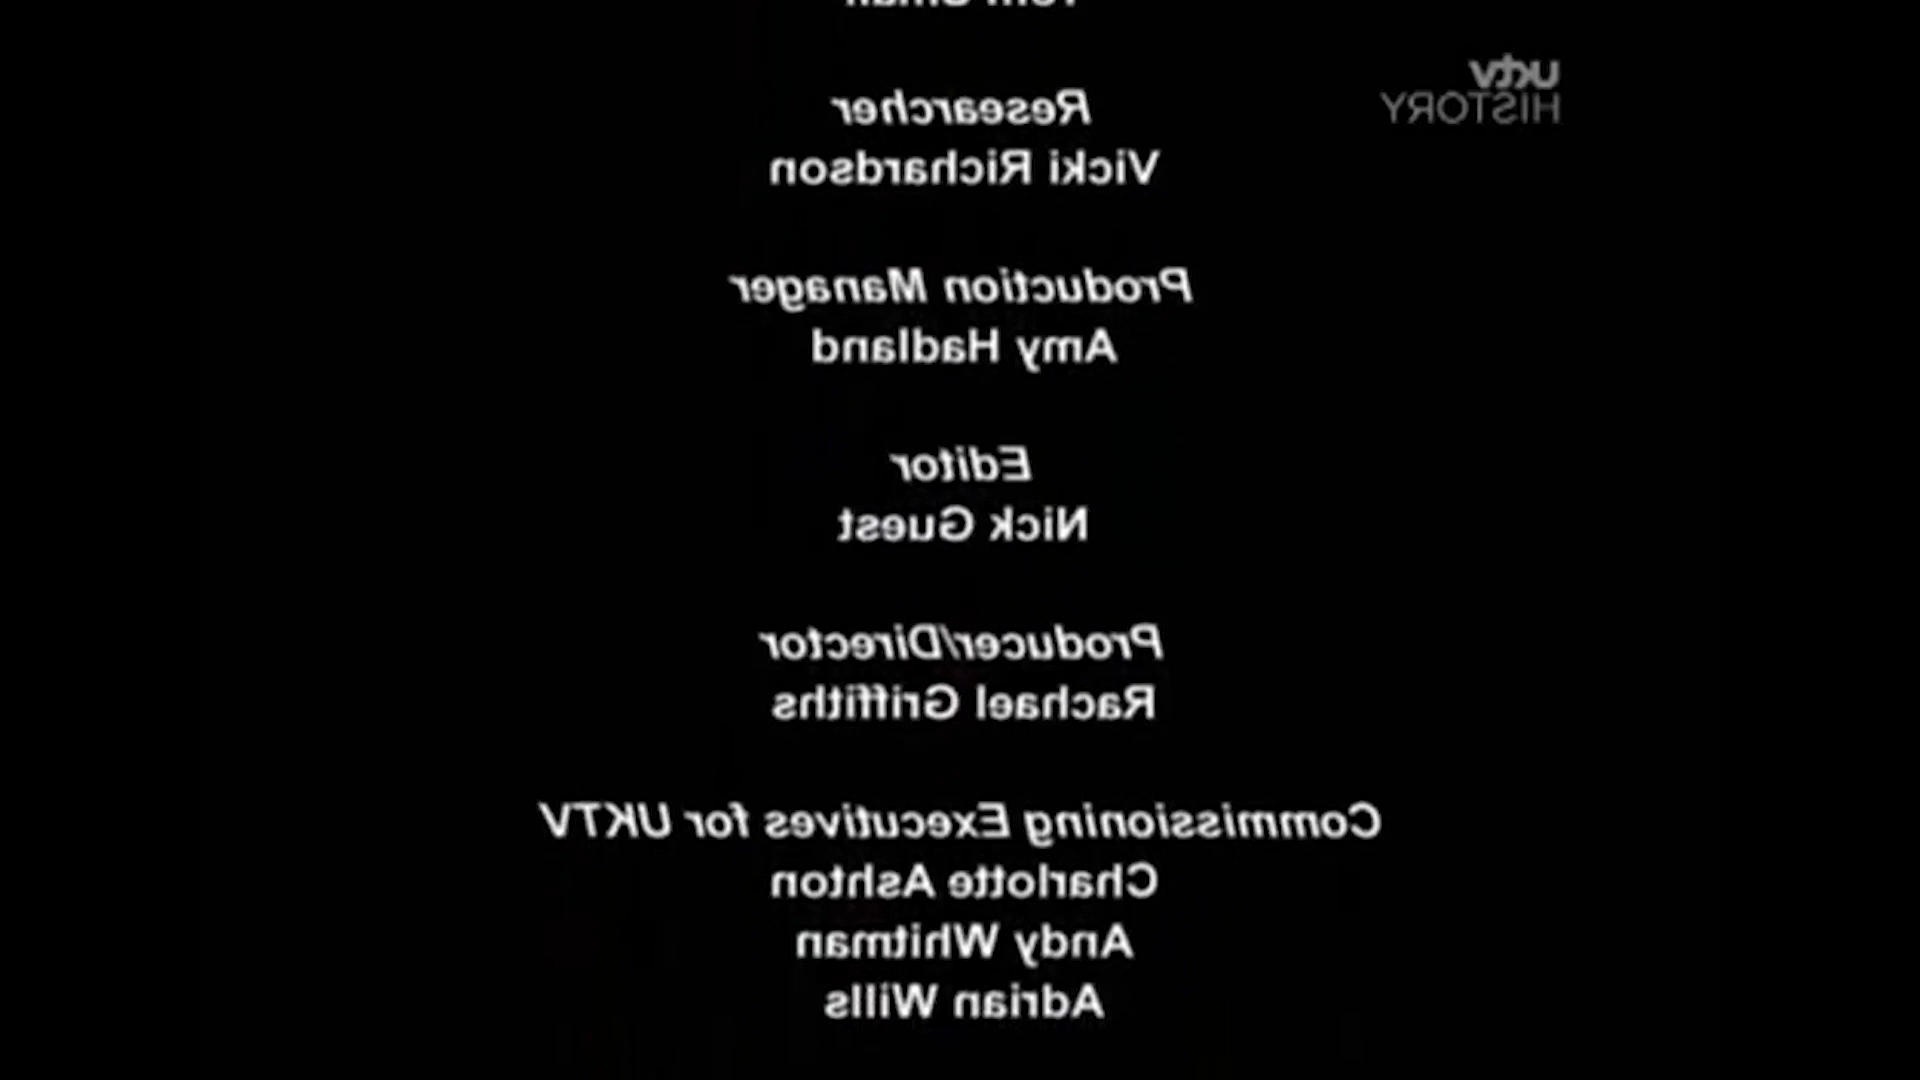 uktv
HISTORY
Researcher
Vicki Richardson
Production Manager
Amy Hadland
Editor
Nick Guest
Producer/Director
Rachael Griffiths
Commissioning Executives for UKTV
Charlotte Ashton
Andy Whitman
Adrian Wills